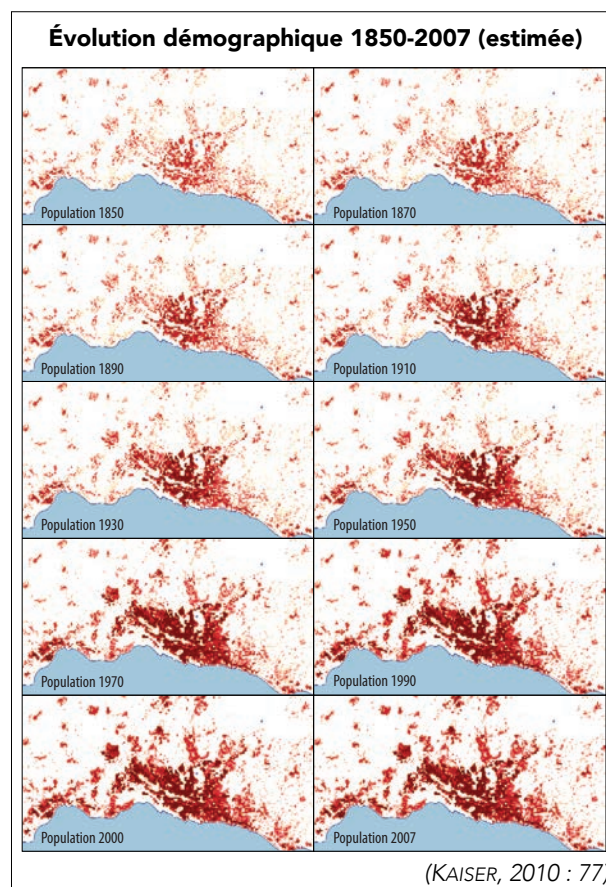 Évolution démographique 1850-2007 (estimée)
Population 1850
Population 1870
Population 1890
Population 1910
Population 1930
Population 1950
Population 1970
Population 1990
Population 2000
Population 2007
(KAISER, 2010 : 77)